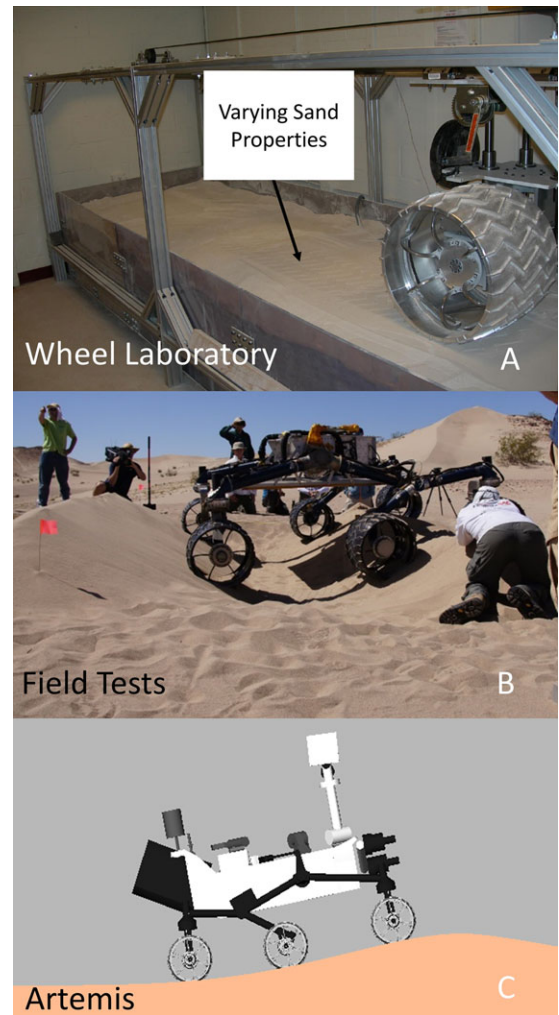 Varying Sand
Properties
Wheel Laboratory
A
Field Tests
B
Artemis
C